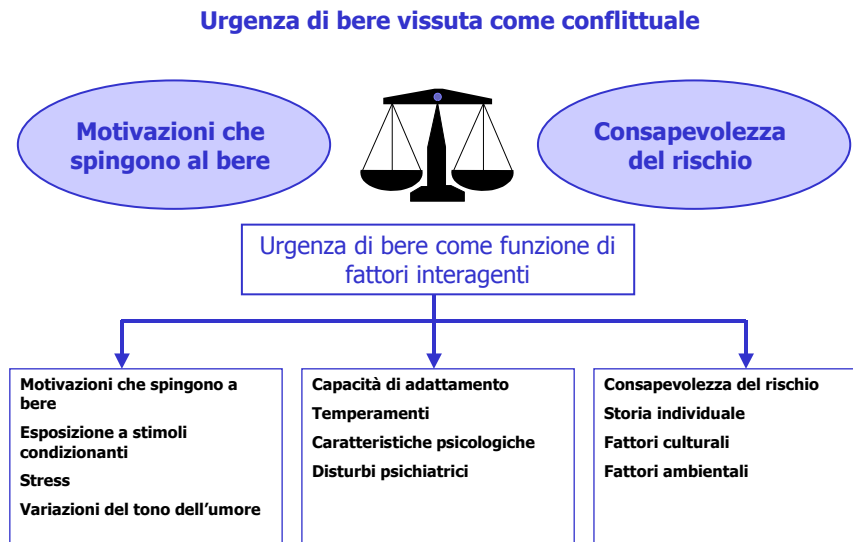 Urgenza di bere vissuta come conflittuale
Motivazioni che
spingono al bere
Consapevolezza
del rischio
Urgenza di bere come funzione di
fattori interagenti
Motivazioni che spingono a
bere
Esposizione a stimoli
condizionanti
Stress
Variazioni del tono dell’umore
Capacità di adattamento
Temperamenti
Caratteristiche psicologiche
Disturbi psichiatrici
Consapevolezza del rischio
Storia individuale
Fattori culturali
Fattori ambientali